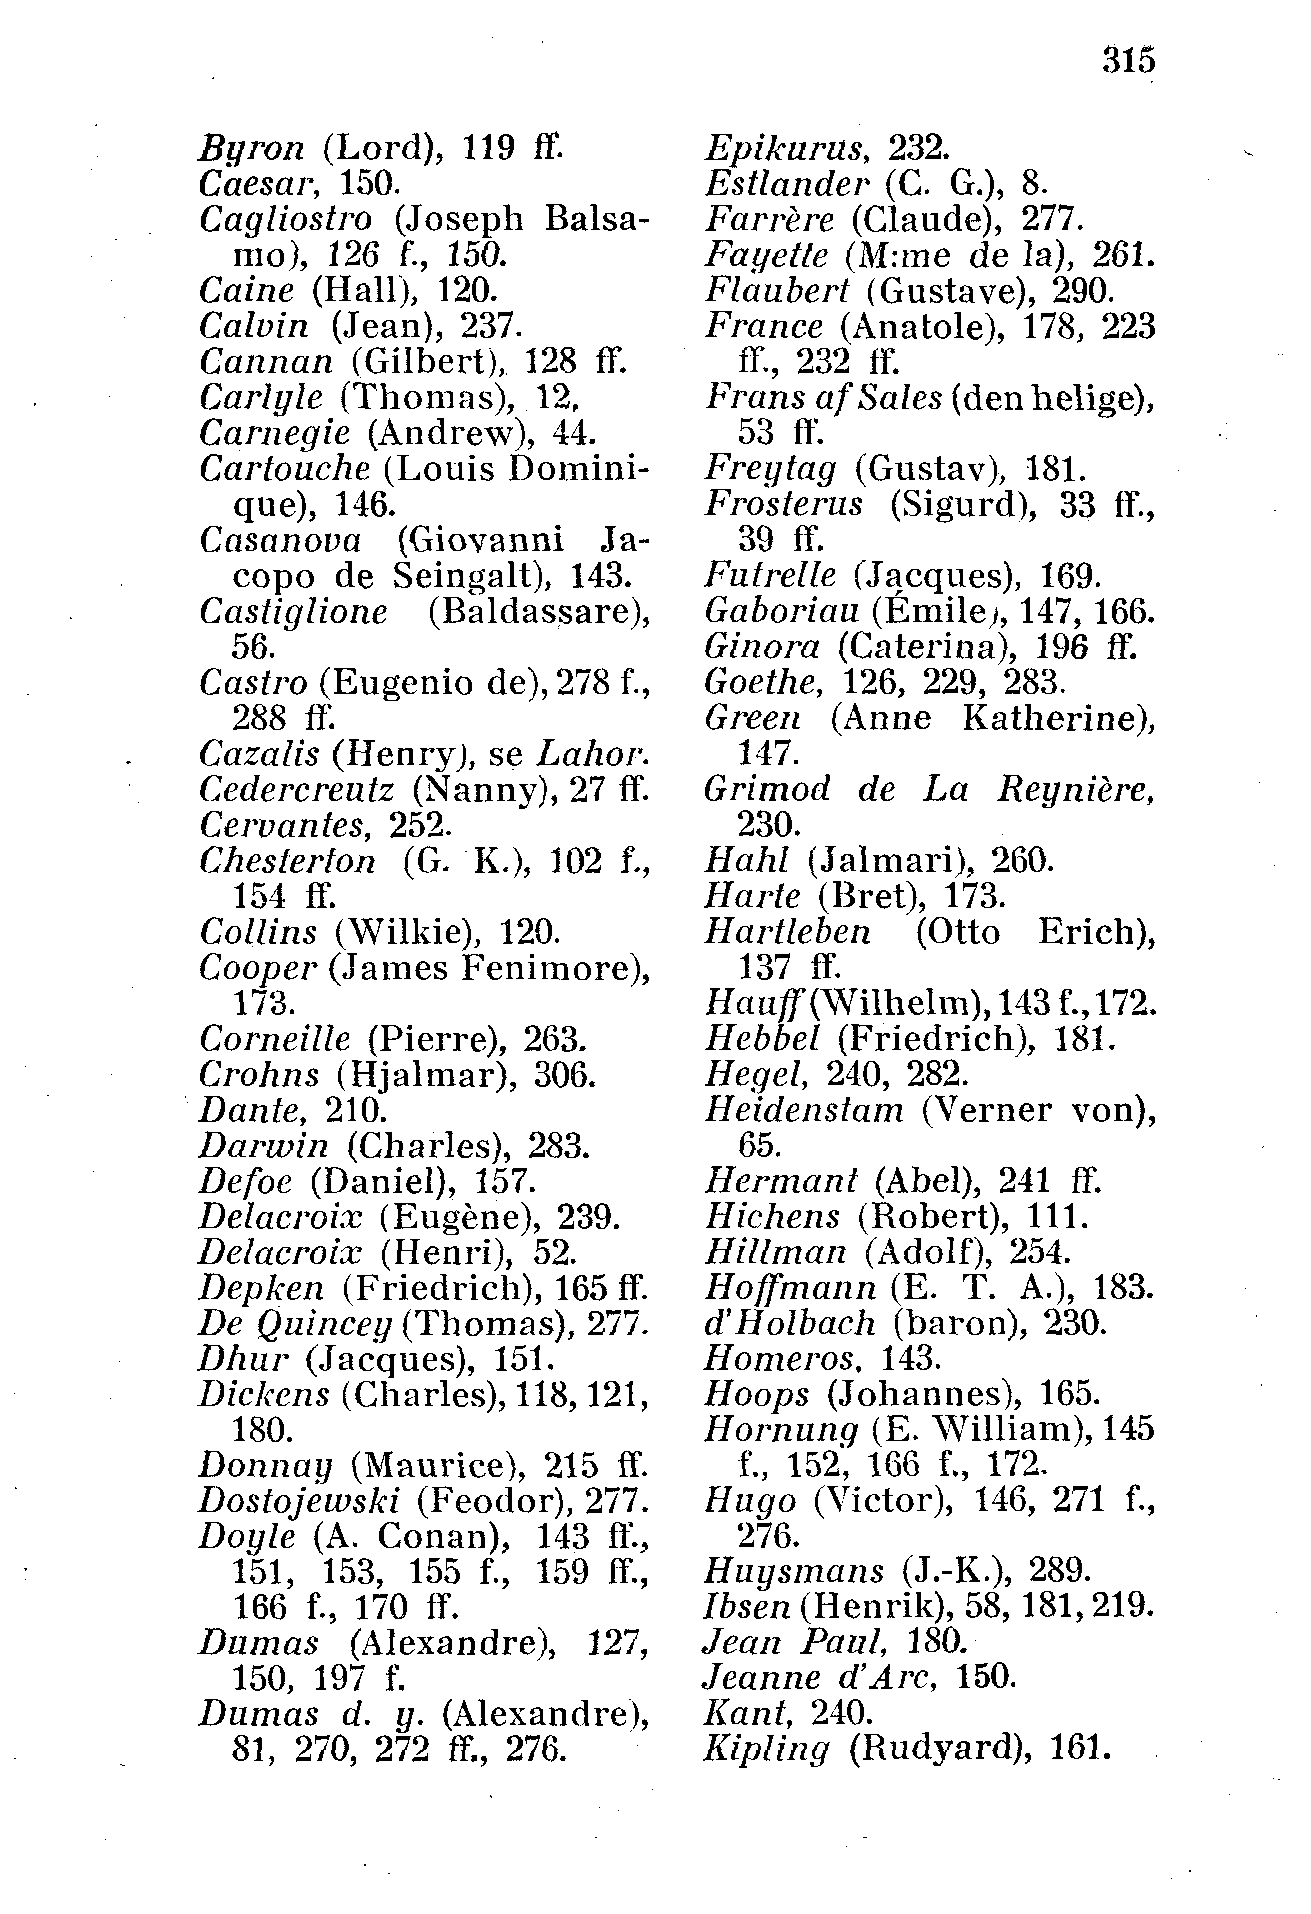 315
Byron (Lord), 119 ff.
Caesar, 150.
Cagliostro (Joseph Balsa-
mo), 126 f., 150.
Caine (Hall), 120.
Calvin (Jean), 237.
Cannan (Gilbert), 128 ff.
Carlyle (Thomas), 12,
Carnegie (Andrew), 44.
Cartouche (Louis Domini-
que), 146.
Casanova (Giovanni Ja-
copo de Seingalt), 143.
Castiglione (Baldassare),
56.
Castro (Eugenio de), 278 f.,
288 ff.
Cazalis (Henry), se Lahor.
Cedercreutz (Nanny), 27 ff.
Cervantes, 252.
Chesterton (G. K.), 102 f.,
154 ff.
Collins (Wilkie), 120.
Cooper (James Fenimore),
173.
Corneille (Pierre), 263.
Crohns (Hjalmar), 306.
Dante, 210.
Darwin (Charles), 283.
Defoe (Daniel), 157.
Delacroix (Eugène), 239.
Delacroix (Henri), 52.
Depken (Friedrich), 165 ff.
De Quincey (Thomas), 277.
Dhur (Jacques), 151.
Dickens (Charles), 118, 121,
180.
Donnay (Maurice), 215 ff.
Dostojewski (Feodor), 277.
Doyle (A. Conan), 143 ff.,
151, 153, 155 f., 159 ff.,
166 f., 170 ff.
Dumas (Alexandre), 127,
150, 197 f.
Dumas d. y. (Alexandre),
81, 270, 272 ff., 276.
Epikurus, 232.
Estlander (C. G.), 8.
Farrère (Claude), 277.
Fayette (M:me de la), 261.
Flaubert (Gustave), 290.
France (Anatole), 178, 223
ff., 232 ff.
Frans af Sales (den helige),
53 ff.
Freytag (Gustav), 181.
Frosterus (Sigurd), 33 ff.,
39 ff.
Futrelle (Jacques), 169.
Gaboriau (Émile), 147, 166.
Ginora (Caterina), 196 ff.
Goethe, 126, 229, 283.
Green (Anne Katherine),
147.
Grimod de La Reynière,
230.
Hahl (Jalmari), 260.
Harte (Bret), 173.
Hartleben (Otto Erich),
137 ff.
Hauff (Wilhelm), 143 f., 172.
Hebbel (Friedrich), 181.
Hegel, 240, 282.
Heidenstam (Verner von),
65.
Hermant (Abel), 241 ff.
Hichens (Robert), 111.
Hillman (Adolf), 254.
Hoffmann (E. T. A.), 183.
d'Holbach (baron), 230.
Homeros, 143.
Hoops (Johannes), 165.
Hornung (E. William), 145
f., 152, 166 f., 172.
Hugo (Victor), 146, 271 f.,
276.
Huysmans (J.-K.), 289.
Ibsen (Henrik), 58, 181, 219.
Jean Paul, 180.
Jeanne d'Arc, 150.
Kant, 240.
Kipling (Rudyard), 161.